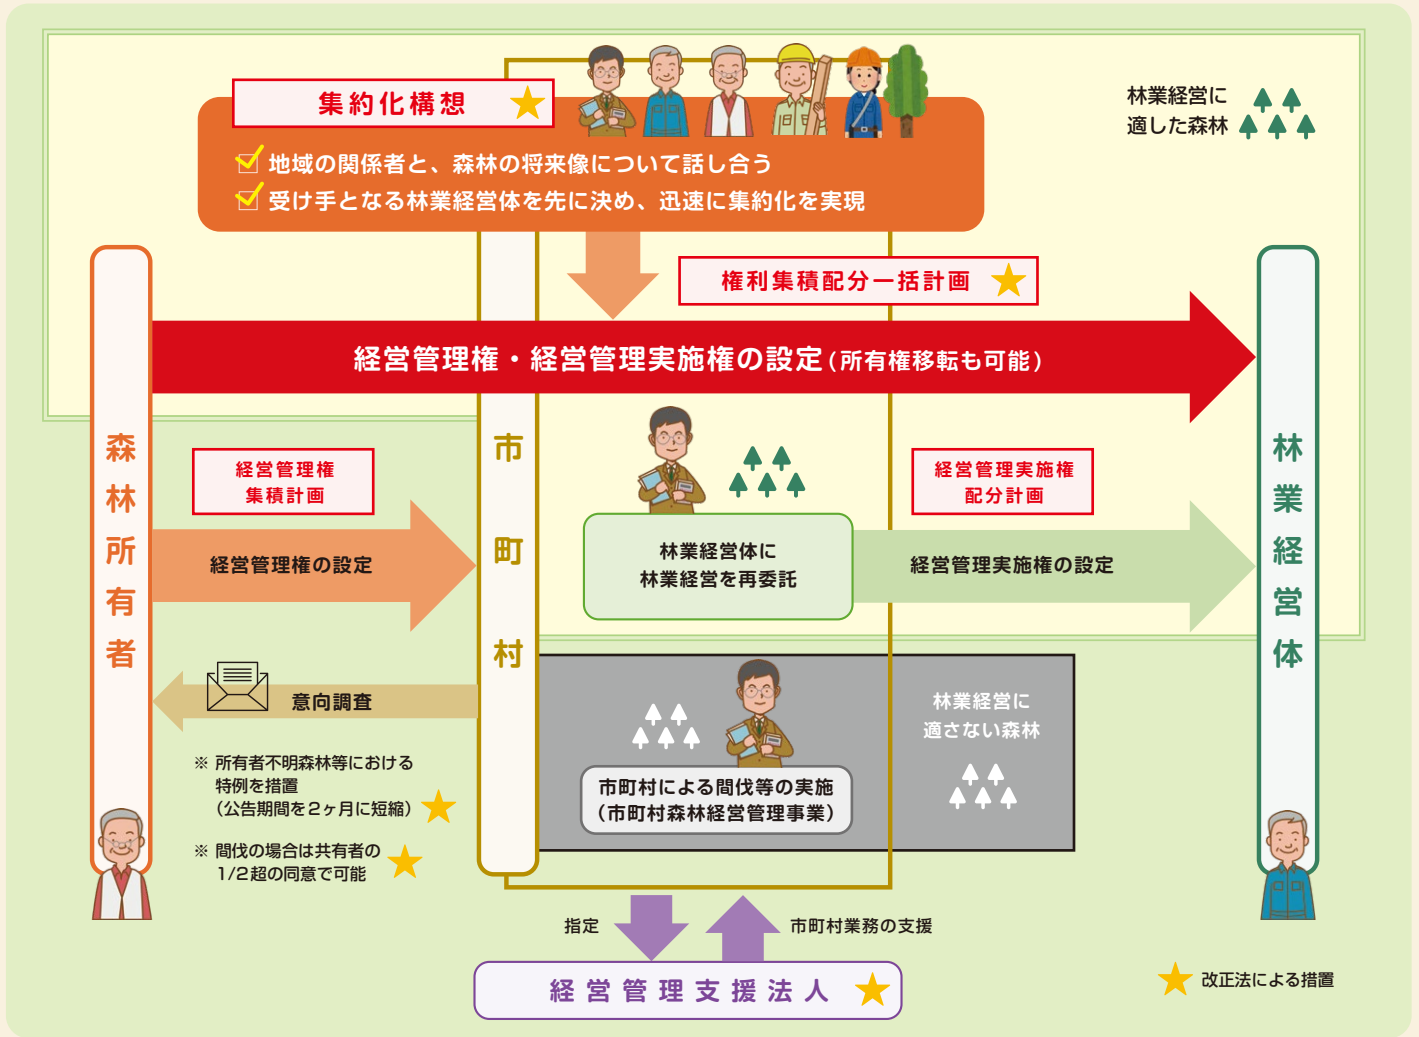 集約化構想
地域の関係者と、森林の将来像について話し合う
受け手となる林業経営体を先に決め、迅速に集約化を実現
林業経営に
適した森林
権利集積配分一括計画
経営管理権・経営管理実施権の設定(所有権移転も可能)
森林所有者
市町村
林業経営体
経営管理権
集積計画
経営管理権の設定
林業経営体に
林業経営を再委託
経営管理実施権
配分計画
経営管理実施権の設定
意向調査
※ 所有者不明森林等における
特例を措置
（公告期間を2ヶ月に短縮）
※ 間伐の場合は共有者の
1/2超の同意で可能
市町村による間伐等の実施
（市町村森林経営管理事業）
林業経営に
適さない森林
指定
市町村業務の支援
経営管理支援法人
改正法による措置